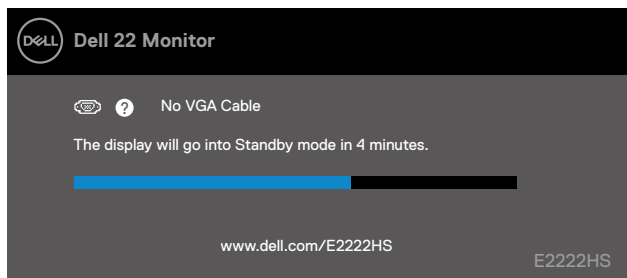 DELL Dell 22 Monitor
? No VGA Cable
The display will go into Standby mode in 4 minutes.
www.dell.com/E2222HS
E2222HS